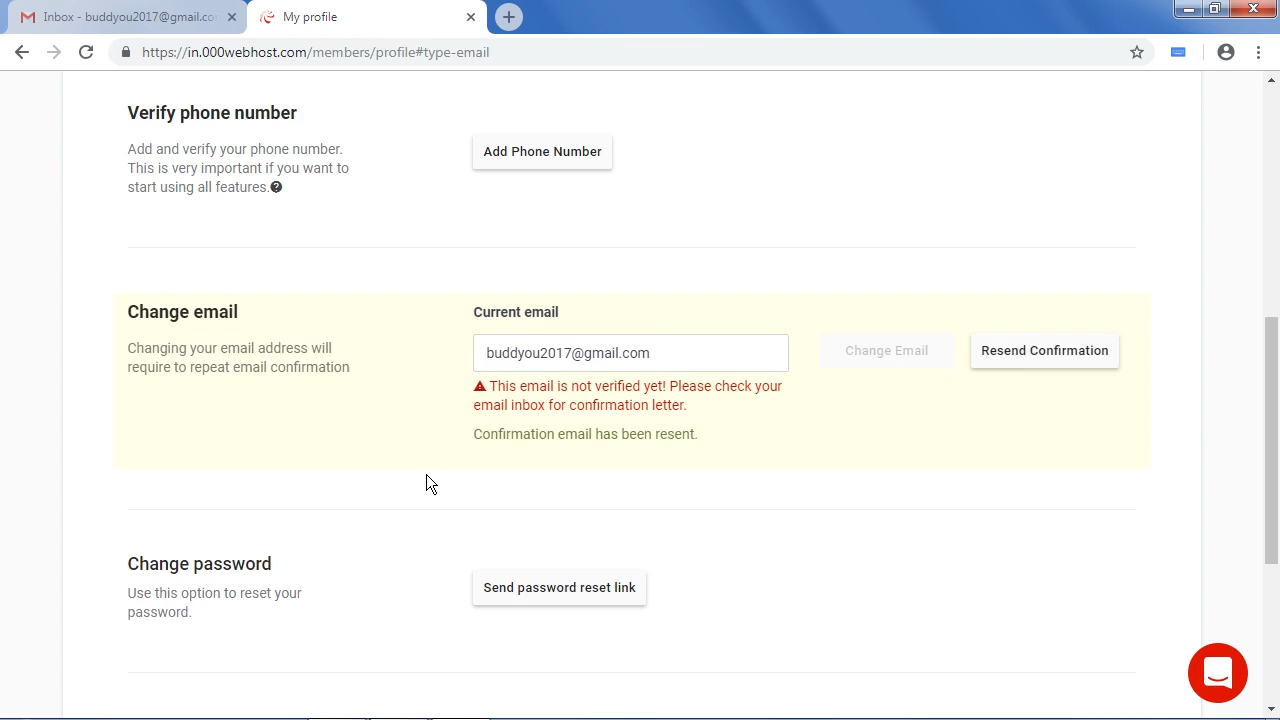 Inbox - buddyou2017@gmail.co
My profile
https://in.000webhost.com/members/profile#type-email
Verify phone number
Add and verify your phone number.
This is very important if you want to
start using all features.
Add Phone Number
Change email
Changing your email address will
require to repeat email confirmation
Current email
buddyou2017@gmail.com
Change Email
Resend Confirmation
This email is not verified yet! Please check your
email inbox for confirmation letter.
Confirmation email has been resent.
Change password
Use this option to reset your
password.
Send password reset link